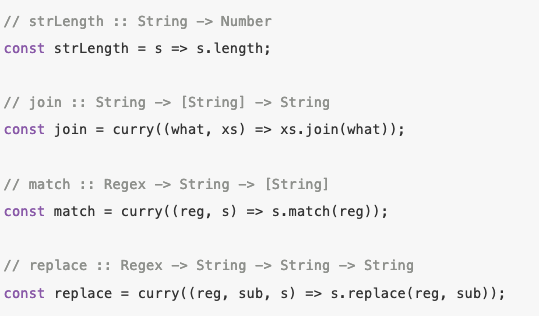 // strLength :: String -> Number
const strLength = s => s.length;
// join :: String -> [String] -> String
const join = curry((what, xs) => xs.join(what));
// match :: Regex -> String -> [String]
const match = curry((reg, s) => s.match(reg));
// replace :: Regex -> String -> String -> String
const replace = curry((reg, sub, s) => s.replace(reg, sub));